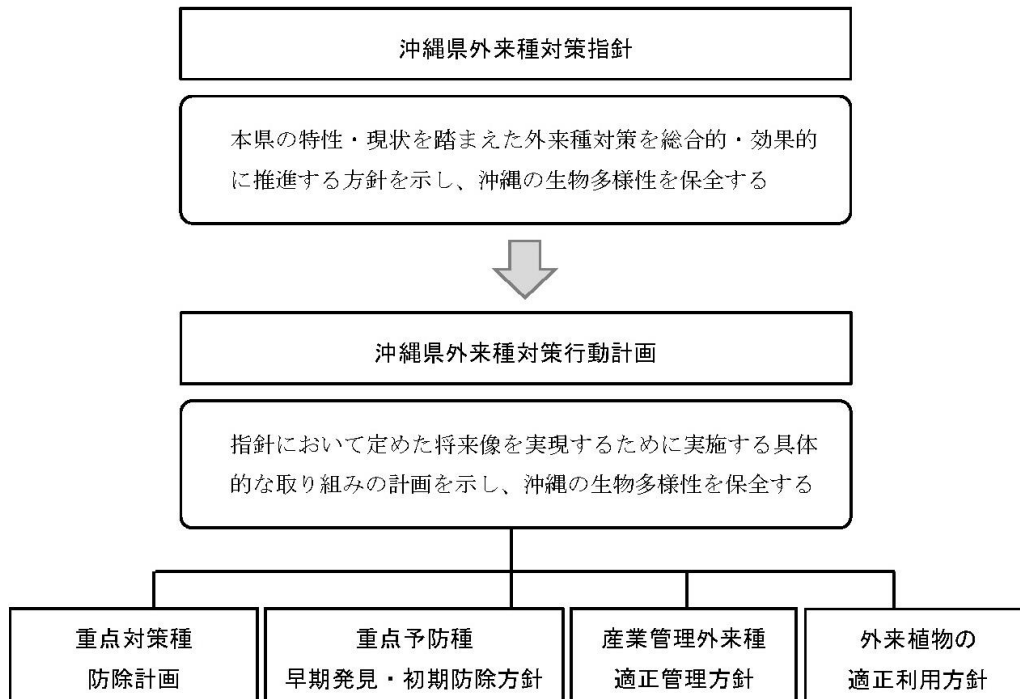 沖縄県外来種対策指針
本県の特性・現状を踏まえた外来種対策を総合的・効果的
に推進する方針を示し、沖縄の生物多様性を保全する
沖縄県外来種対策行動計画
指針において定めた将来像を実現するために実施する具体
的な取り組みの計画を示し、沖縄の生物多様性を保全する
重点対策種
防除計画
重点予防種
早期発見・初期防除方針
産業管理外来種
適正管理方針
外来植物の
適正利用方針